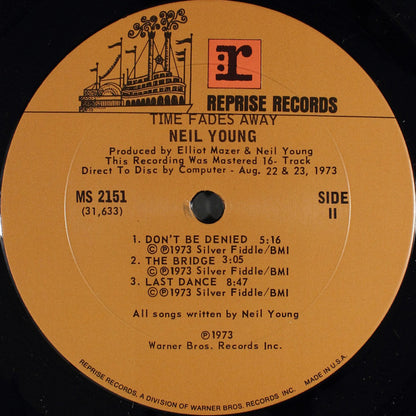 r
REPRISE RECORDS
TIME FADES AWAY
NEIL YOUNG
Produced by Elliot Mazer & Neil Young
This Recording Was Mastered 16- Track
Direct To Disc by Computer - Aug. 22 & 23, 1973
MS 2151
(31,633)
SIDE
II
1. DON'T BE DENIED 5:16
©℗1973 Silver Fiddle/BMI
2. THE BRIDGE 3:05
©℗1973 Silver Fiddle/BMI
3. LAST DANCE 8:47
©℗1973 Silver Fiddle/BMI
All songs written by Neil Young
℗1973
Warner Bros. Records Inc.
REPRISE RECORDS, A DIVISION OF WARNER BROS. RECORDS INC. MADE IN U.S.A.